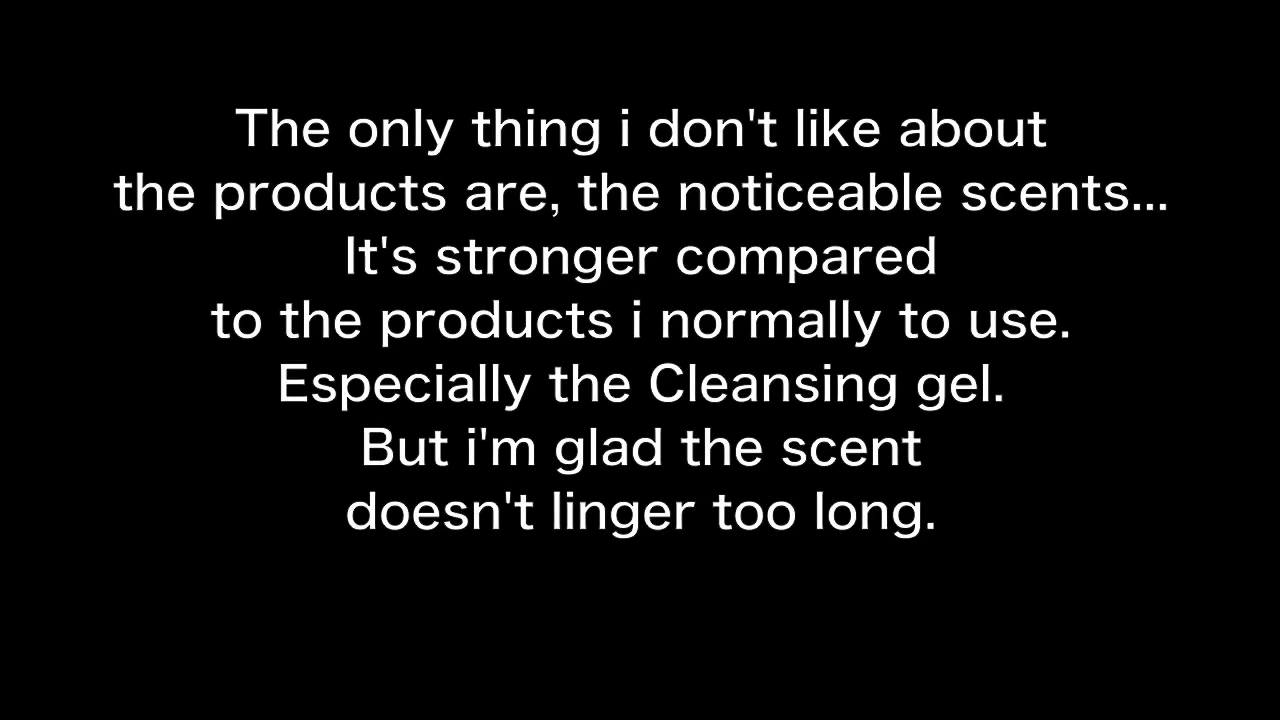 The only thing i don't like about
the products are, the noticeable scents...
It's stronger compared
to the products i normally to use.
Especially the Cleansing gel.
But i'm glad the scent
doesn't linger too long.